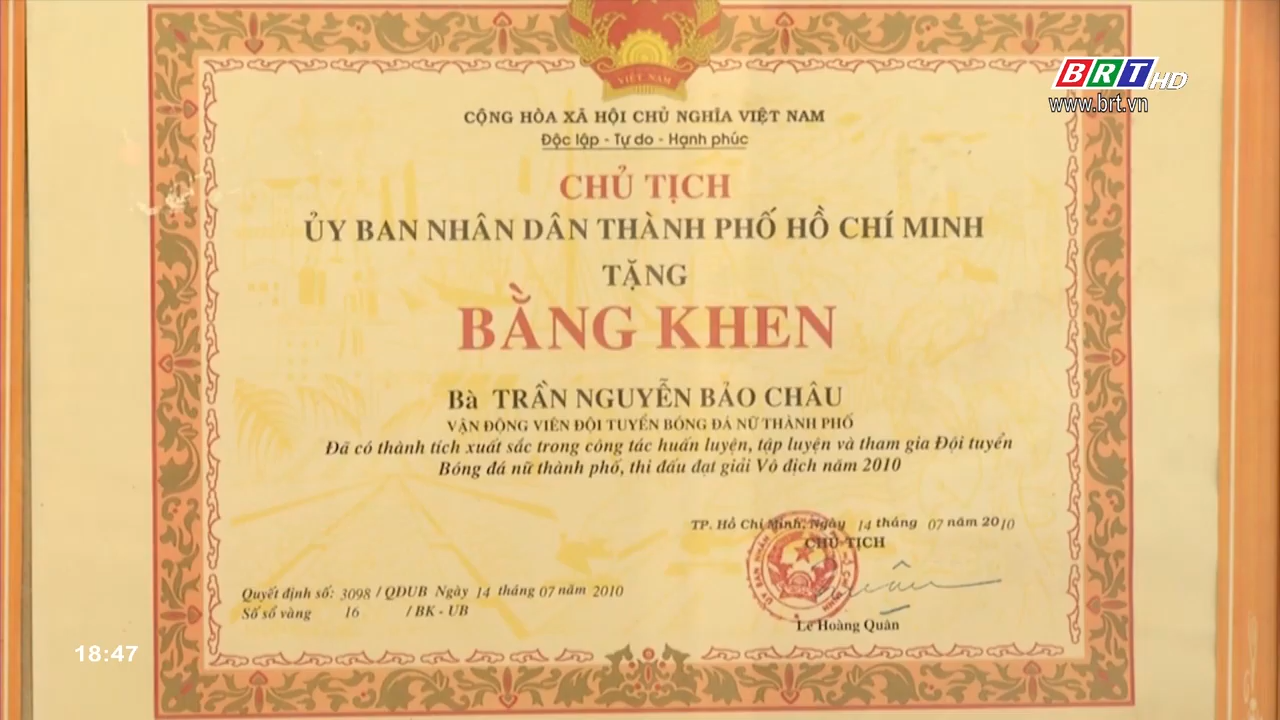 BRT HD
www.brt.vn
VIỆT NAM
CỘNG HÒA XÃ HỘI CHỦ NGHĨA VIỆT NAM
Độc lập - Tự do - Hạnh phúc
CHỦ TỊCH
ỦY BAN NHÂN DÂN THÀNH PHỐ HỒ CHÍ MINH
TẶNG
BẰNG KHEN
Bà TRẦN NGUYỄN BẢO CHÂU
VẬN ĐỘNG VIÊN ĐỘI TUYỂN BÓNG ĐÁ NỮ THÀNH PHỐ
Đã có thành tích xuất sắc trong công tác huấn luyện, tập luyện và tham gia Đội tuyển
Bóng đá nữ thành phố, thi đấu đạt giải Vô địch năm 2010
TP. Hồ Chí Minh, Ngày 14 tháng 07 năm 2010
CHỦ TỊCH
Quyết định số: 3098 / QĐUB Ngày 14 tháng 07 năm 2010
Số sổ vàng 16 / BK - UB
Lê Hoàng Quân
18:47